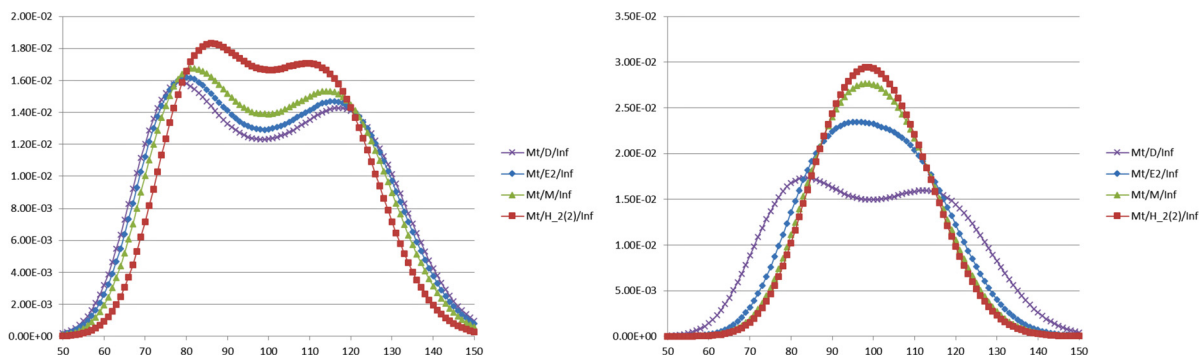 2.00E-02
1.80E-02
1.60E-02
1.40E-02
1.20E-02
1.00E-02
8.00E-03
6.00E-03
4.00E-03
2.00E-03
0.00E+00
50 60 70 80 90 100 110 120 130 140 150
Mt/D/Inf
Mt/E2/Inf
Mt/M/Inf
Mt/H_2(2)/Inf
3.50E-02
3.00E-02
2.50E-02
2.00E-02
1.50E-02
1.00E-02
5.00E-03
0.00E+00
50 60 70 80 90 100 110 120 130 140 150
Mt/D/Inf
Mt/E2/Inf
Mt/M/Inf
Mt/H_2(2)/Inf